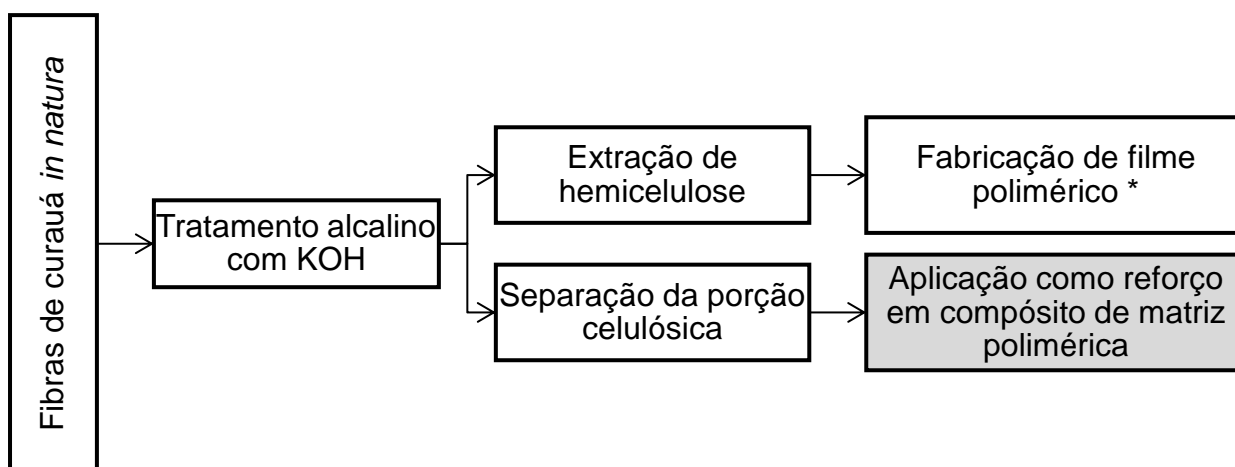 Fibras de curauá in natura
Tratamento alcalino
com KOH
Extração de
hemicelulose
Fabricação de filme
polimérico *
Separação da porção
celulósica
Aplicação como reforço
em compósito de matriz
polimérica